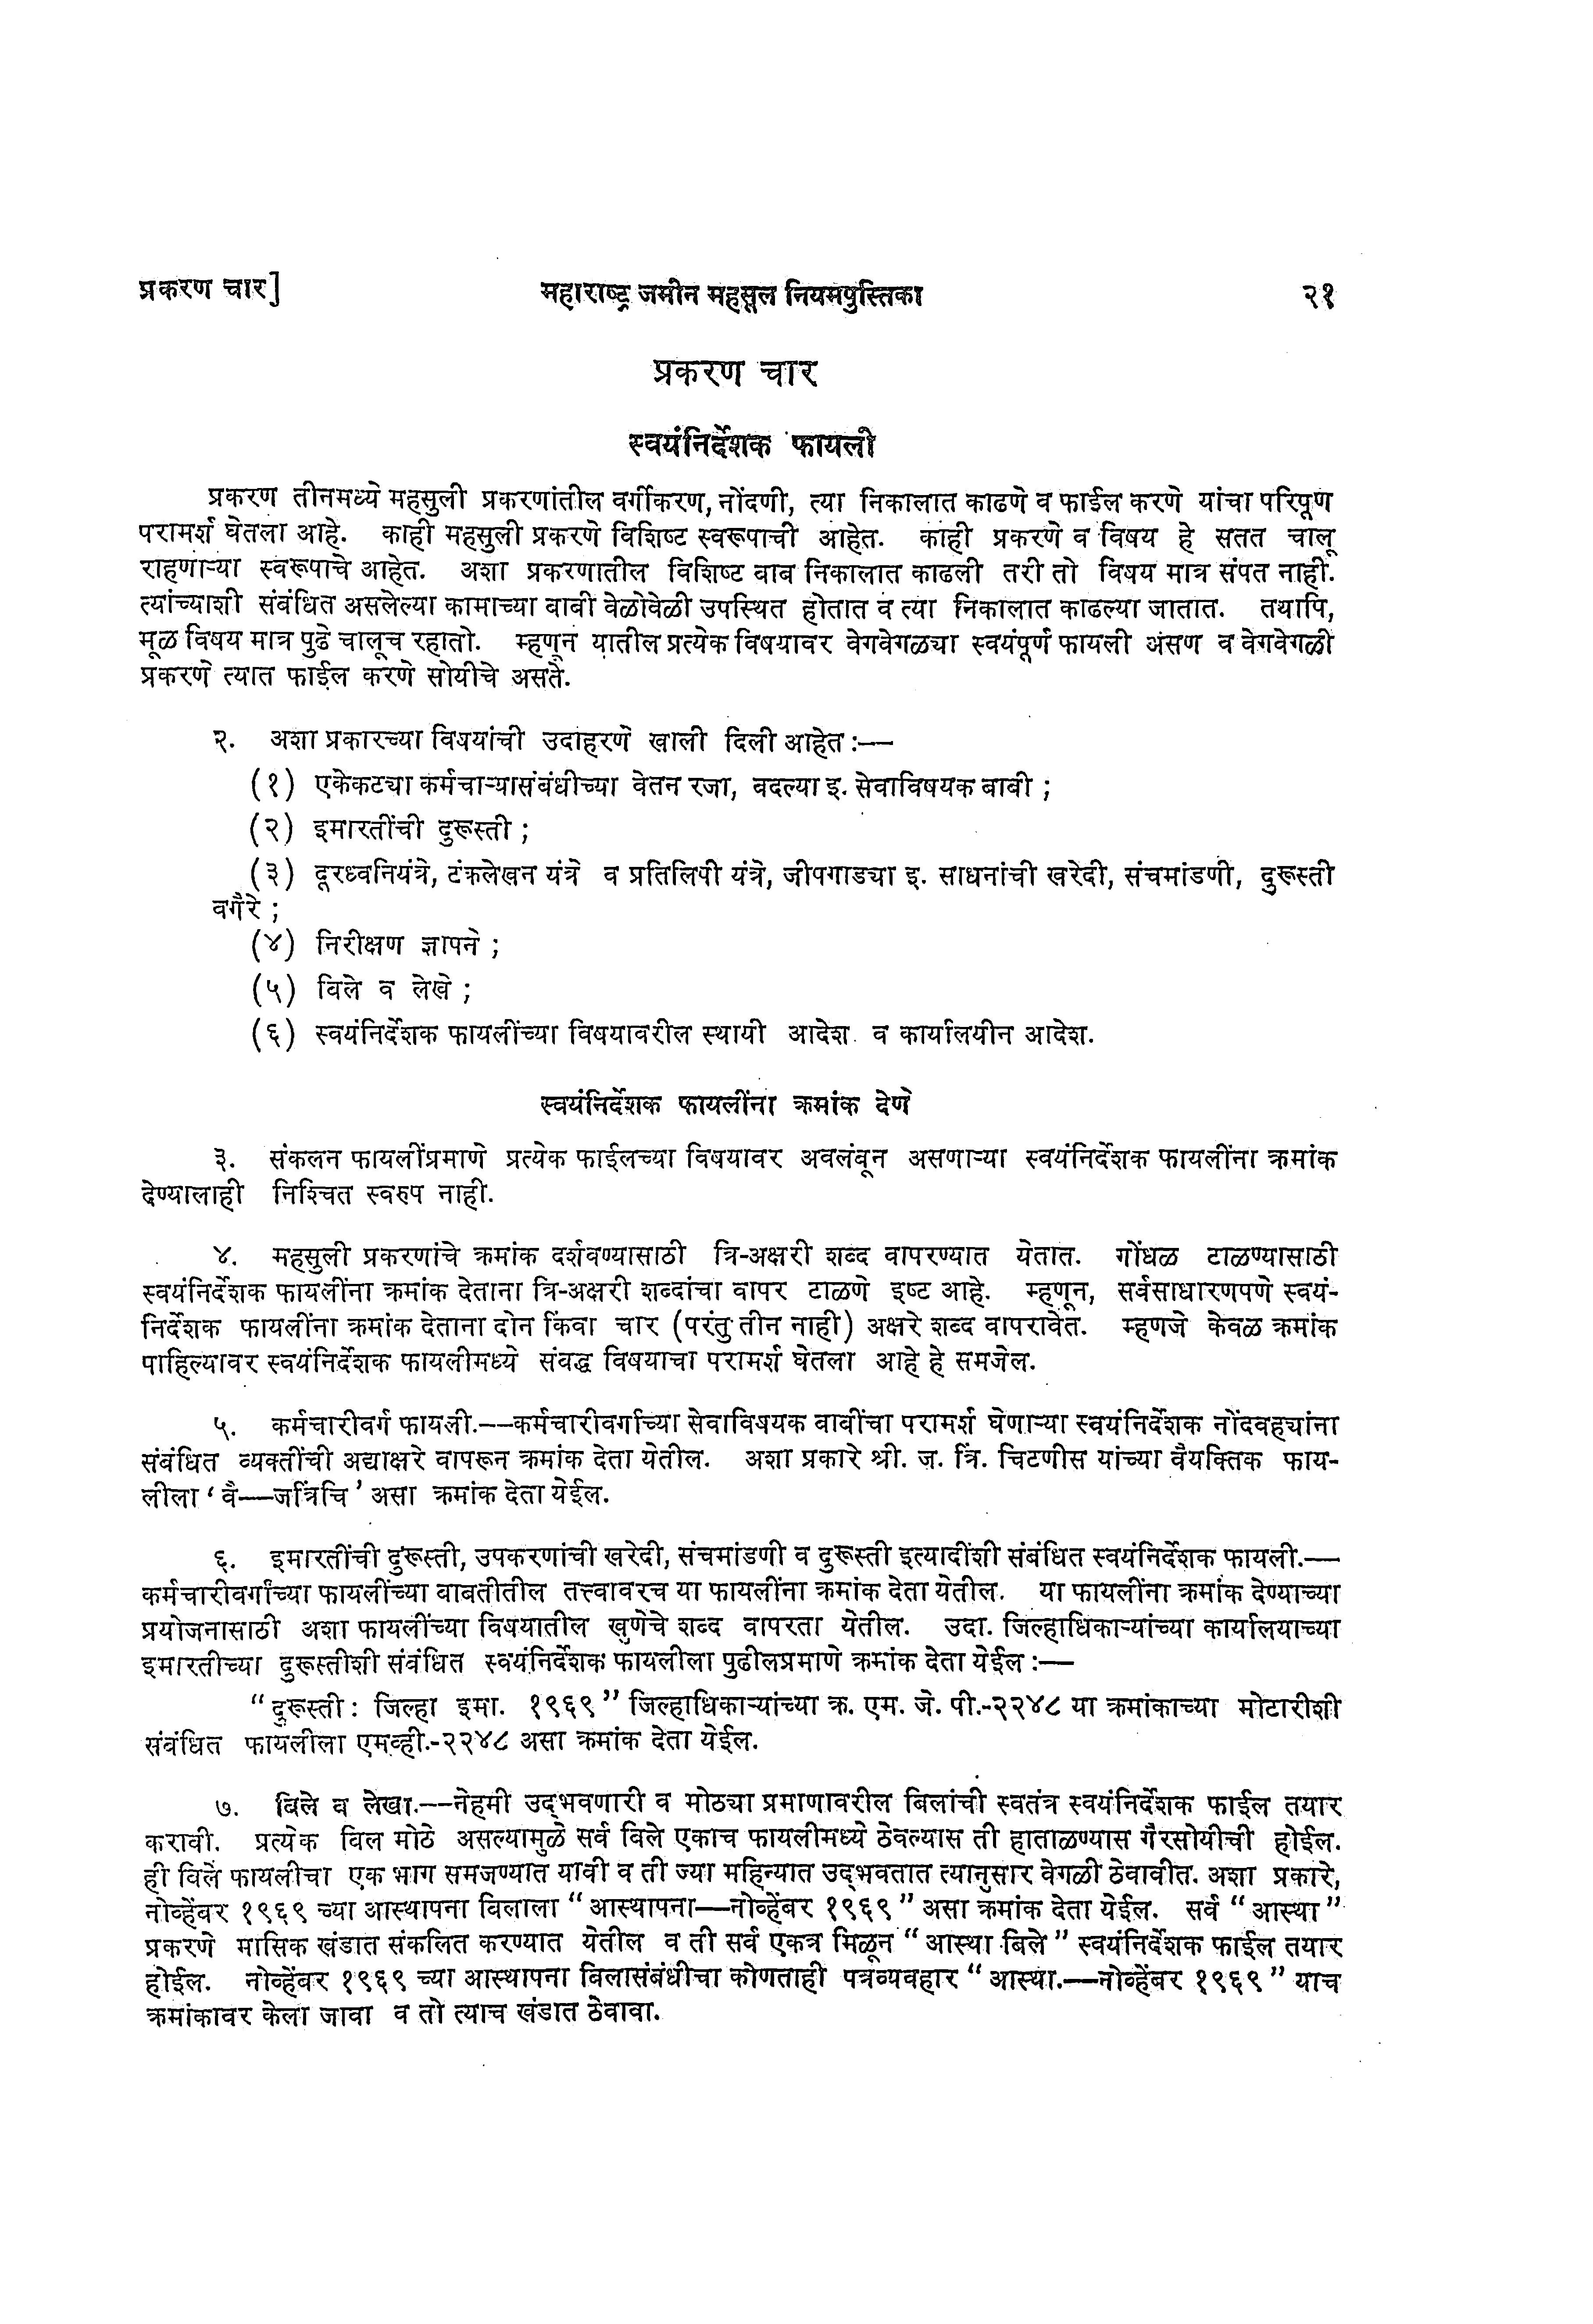 प्रकरण चार]
महाराष्ट्र जमीन महसूल नियमपुस्तिका
२१
प्रकरण चार
स्वयंनिर्देशक फायली
प्रकरण तीनमध्ये महसुली प्रकरणांतील वर्गीकरण, नोंदणी, त्या निकालात काढणे व फाईल करणे यांचा परिपूण
परामर्श घेतला आहे. काही महसुली प्रकरणे विशिष्ट स्वरूपाची आहेत. काही प्रकरणे व विषय हे सतत चालू
राहणाऱ्या स्वरूपाचे आहेत. अशा प्रकरणातील विशिष्ट बाब निकालात काढली तरी तो विषय मात्र संपत नाही.
त्यांच्याशी संबंधित असलेल्या कामाच्या बाबी वेळोवेळी उपस्थित होतात व त्या निकालात काढल्या जातात. तथापि,
मूळ विषय मात्र पुढे चालूच रहातो. म्हणून यातील प्रत्येक विषयावर वेगवेगळ्या स्वयंपूर्ण फायली असण व वेगवेगळी
प्रकरणे त्यात फाईल करणे सोयीचे असते.
२. अशा प्रकारच्या विषयांची उदाहरणे खाली दिली आहेत :—
(१) एकेकट्या कर्मचाऱ्यासंबंधीच्या वेतन रजा, बदल्या इ. सेवाविषयक बाबी ;
(२) इमारतींची दुरूस्ती ;
(३) दूरध्वनियंत्रे, टंकलेखन यंत्रे व प्रतिलिपी यंत्रे, जीपगाड्या इ. साधनांची खरेदी, संचमांडणी, दुरूस्ती
वगैरे ;
(४) निरीक्षण ज्ञापने ;
(५) बिले व लेखे ;
(६) स्वयंनिर्देशक फायलींच्या विषयावरील स्थायी आदेश व कार्यालयीन आदेश.
स्वयंनिर्देशक फायलींना क्रमांक देणे
३. संकलन फायलींप्रमाणे प्रत्येक फाईलच्या विषयावर अवलंबून असणाऱ्या स्वयंनिर्देशक फायलींना क्रमांक
देण्यालाही निश्चित स्वरुप नाही.
४. महसुली प्रकरणांचे क्रमांक दर्शवण्यासाठी त्रि-अक्षरी शब्द वापरण्यात येतात. गोंधळ टाळण्यासाठी
स्वयंनिर्देशक फायलींना क्रमांक देताना त्रि-अक्षरी शब्दांचा वापर टाळणे इष्ट आहे. म्हणून, सर्वसाधारणपणे स्वयं-
निर्देशक फायलींना क्रमांक देताना दोन किंवा चार (परंतु तीन नाही) अक्षरे शब्द वापरावेत. म्हणजे केवळ क्रमांक
पाहिल्यावर स्वयंनिर्देशक फायलीमध्ये संबद्ध विषयाचा परामर्श घेतला आहे हे समजेल.
५. कर्मचारीवर्ग फायली.——कर्मचारीवर्गाच्या सेवाविषयक बाबींचा परामर्श घेणाऱ्या स्वयंनिर्देशक नोंदवह्यांना
संबंधित व्यक्तींची अद्याक्षरे वापरून क्रमांक देता येतील. अशा प्रकारे श्री. ज. त्रिं. चिटणीस यांच्या वैयक्तिक फाय-
लीला ‘ वै—जत्रिंचि ’ असा क्रमांक देता येईल.
६. इमारतींची दुरूस्ती, उपकरणांची खरेदी, संचमांडणी व दुरूस्ती इत्यादींशी संबंधित स्वयंनिर्देशक फायली.—
कर्मचारीवर्गाच्या फायलींच्या बाबतीतील तत्त्वावरच या फायलींना क्रमांक देता येतील. या फायलींना क्रमांक देण्याच्या
प्रयोजनासाठी अशा फायलींच्या विषयातील खुणेचे शब्द वापरता येतील. उदा. जिल्हाधिकाऱ्यांच्या कार्यालयाच्या
इमारतीच्या दुरूस्तीशी संबंधित स्वयंनिर्देशक फायलीला पुढीलप्रमाणे क्रमांक देता येईल :—
“ दुरूस्ती : जिल्हा इमा. १९६९ ” जिल्हाधिकाऱ्यांच्या क्र. एम. जे. पी.-२२४८ या क्रमांकाच्या मोटारीशी
संबंधित फायलीला एमव्ही.-२२४८ असा क्रमांक देता येईल.
७. बिले व लेखा.——नेहमी उद्‌भवणारी व मोठ्या प्रमाणावरील बिलांची स्वतंत्र स्वयंनिर्देशक फाईल तयार
करावी. प्रत्येक बिल मोठे असल्यामुळे सर्व बिले एकाच फायलीमध्ये ठेवल्यास ती हाताळण्यास गैरसोयीची होईल.
ही बिले फायलीचा एक भाग समजण्यात यावी व ती ज्या महिन्यात उद्‌भवतात त्यानुसार वेगळी ठेवावीत. अशा प्रकारे,
नोव्हेंबर १९६९ च्या आस्थापना बिलाला “ आस्थापना—नोव्हेंबर १९६९ ” असा क्रमांक देता येईल. सर्व “ आस्था ”
प्रकरणे मासिक खंडात संकलित करण्यात येतील व ती सर्व एकत्र मिळून “ आस्था बिले ” स्वयंनिर्देशक फाईल तयार
होईल. नोव्हेंबर १९६९ च्या आस्थापना बिलासंबंधीचा कोणताही पत्रव्यवहार “ आस्था.—नोव्हेंबर १९६९ ” याच
क्रमांकावर केला जावा व तो त्याच खंडात ठेवावा.